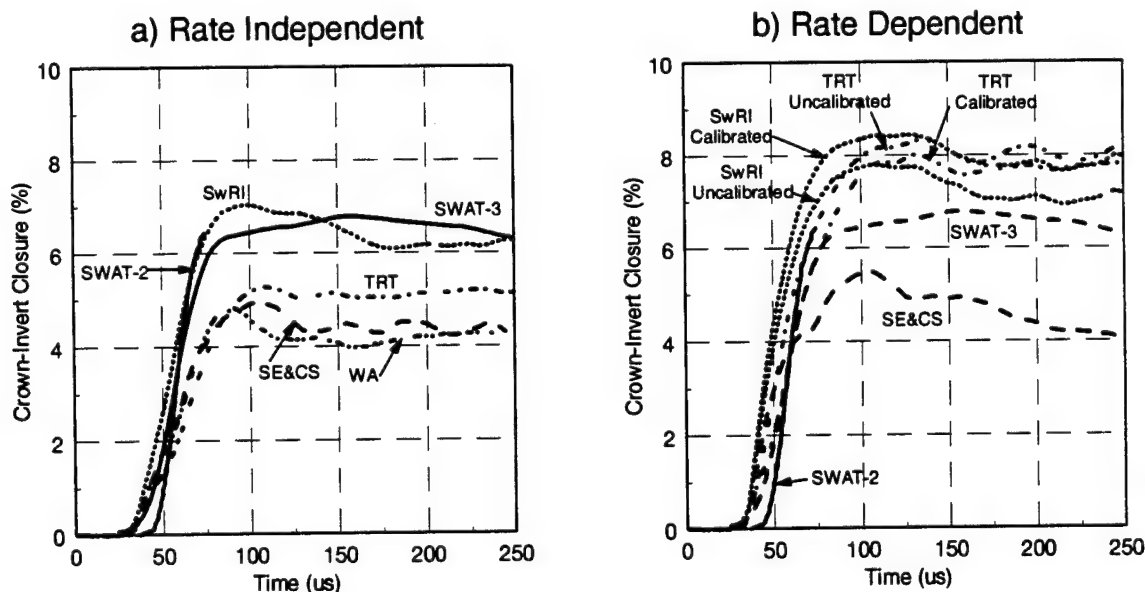 a) Rate Independent
10
8
6
4
2
0
Crown-Invert Closure (%)
SwRI
SWAT-3
SWAT-2
TRT
SE&CS
WA
0
50
100
150
200
250
Time (us)
b) Rate Dependent
10
8
6
4
2
0
Crown-Invert Closure (%)
TRT
Uncalibrated
TRT
Calibrated
SwRI
Calibrated
SwRI
Uncalibrated
SWAT-3
SE&CS
SWAT-2
0
50
100
150
200
250
Time (us)